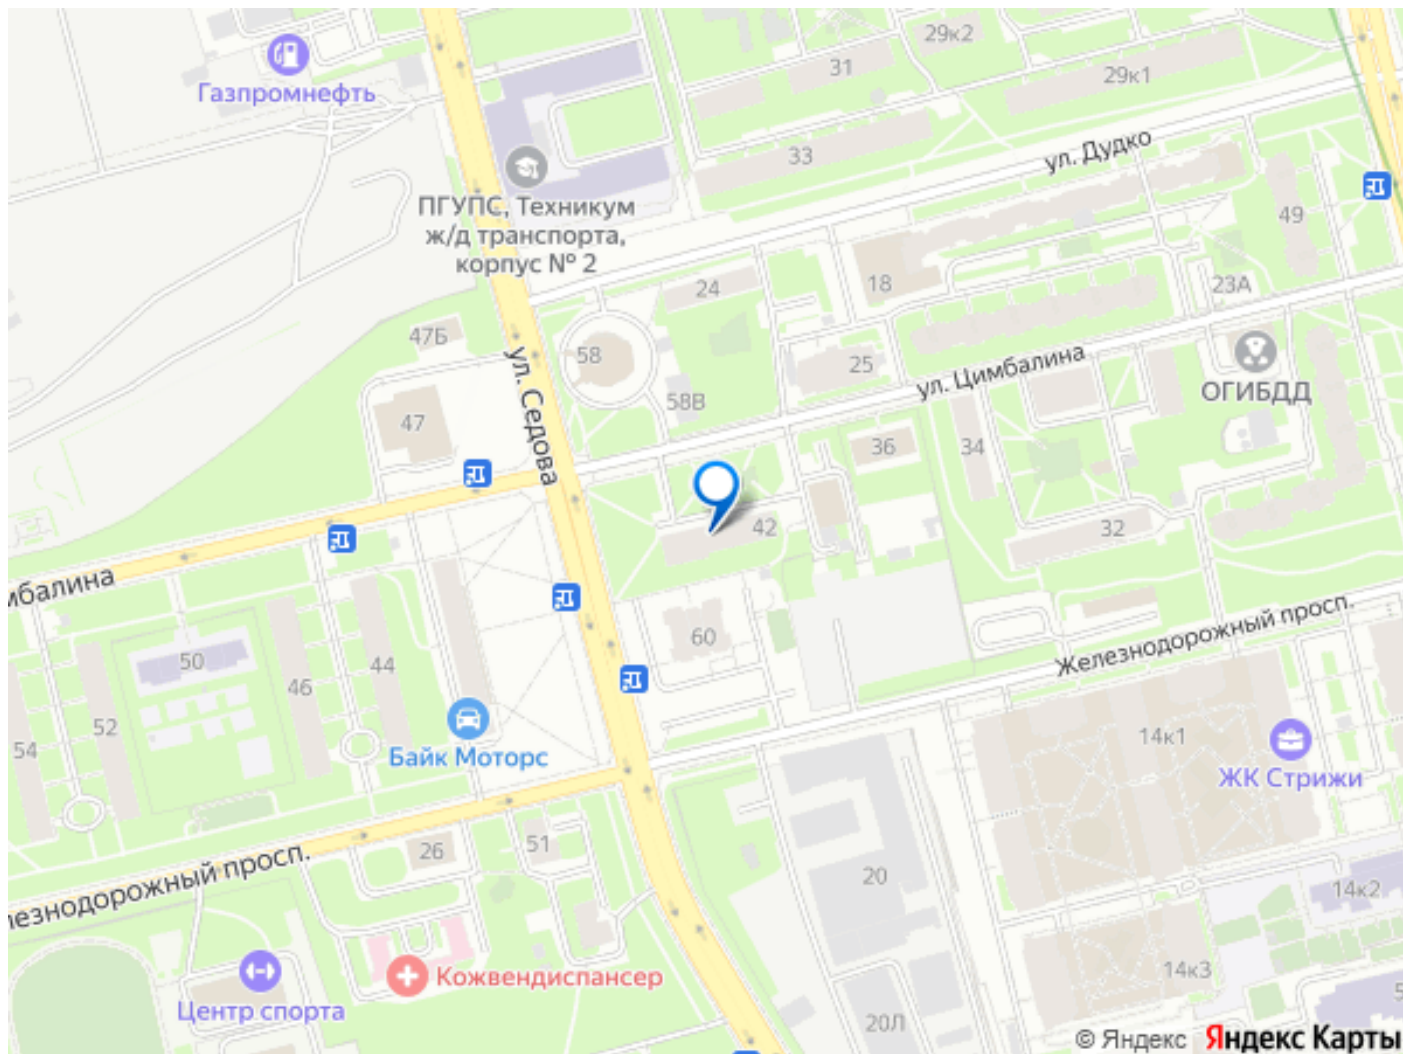 29к2
31
29к1
Газпромнефть
ул. Дудко
33
ПГУПС, Техникум
ж/д транспорта,
корпус № 2
49
18
23А
24
47Б
58
25
ул. Цимбалина
ОГИБДД
58В
ул. Седова
47
36
34
42
32
мбалина
Железнодорожный просп.
60
50
44
46
52
54
14к1
Байк Моторс
ЖК Стрижи
51
26
лезнодорожный просп.
20
14к2
14к3
Кожвендиспансер
Центр спорта
5
20Л
© Яндекс Яндекс Карты